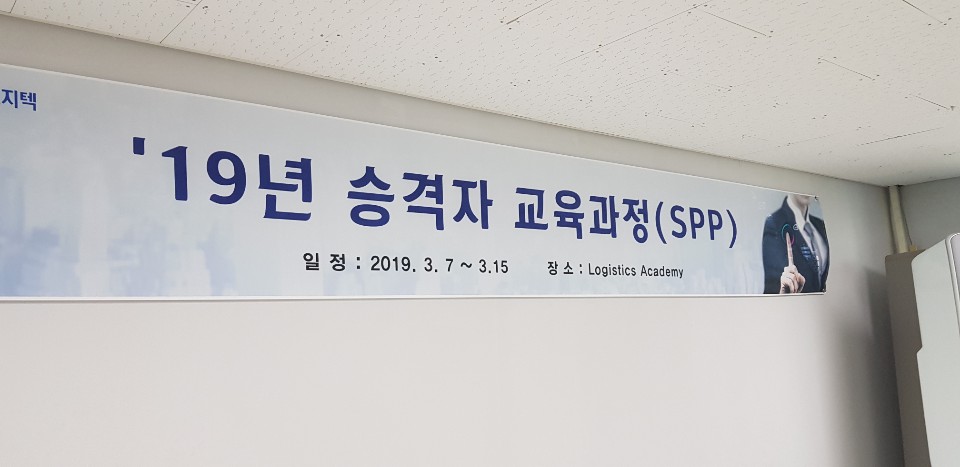 지텍
'19년 승격자 교육과정(SPP)
일 정 : 2019. 3. 7 ~ 3.15 장 소 : Logistics Academy